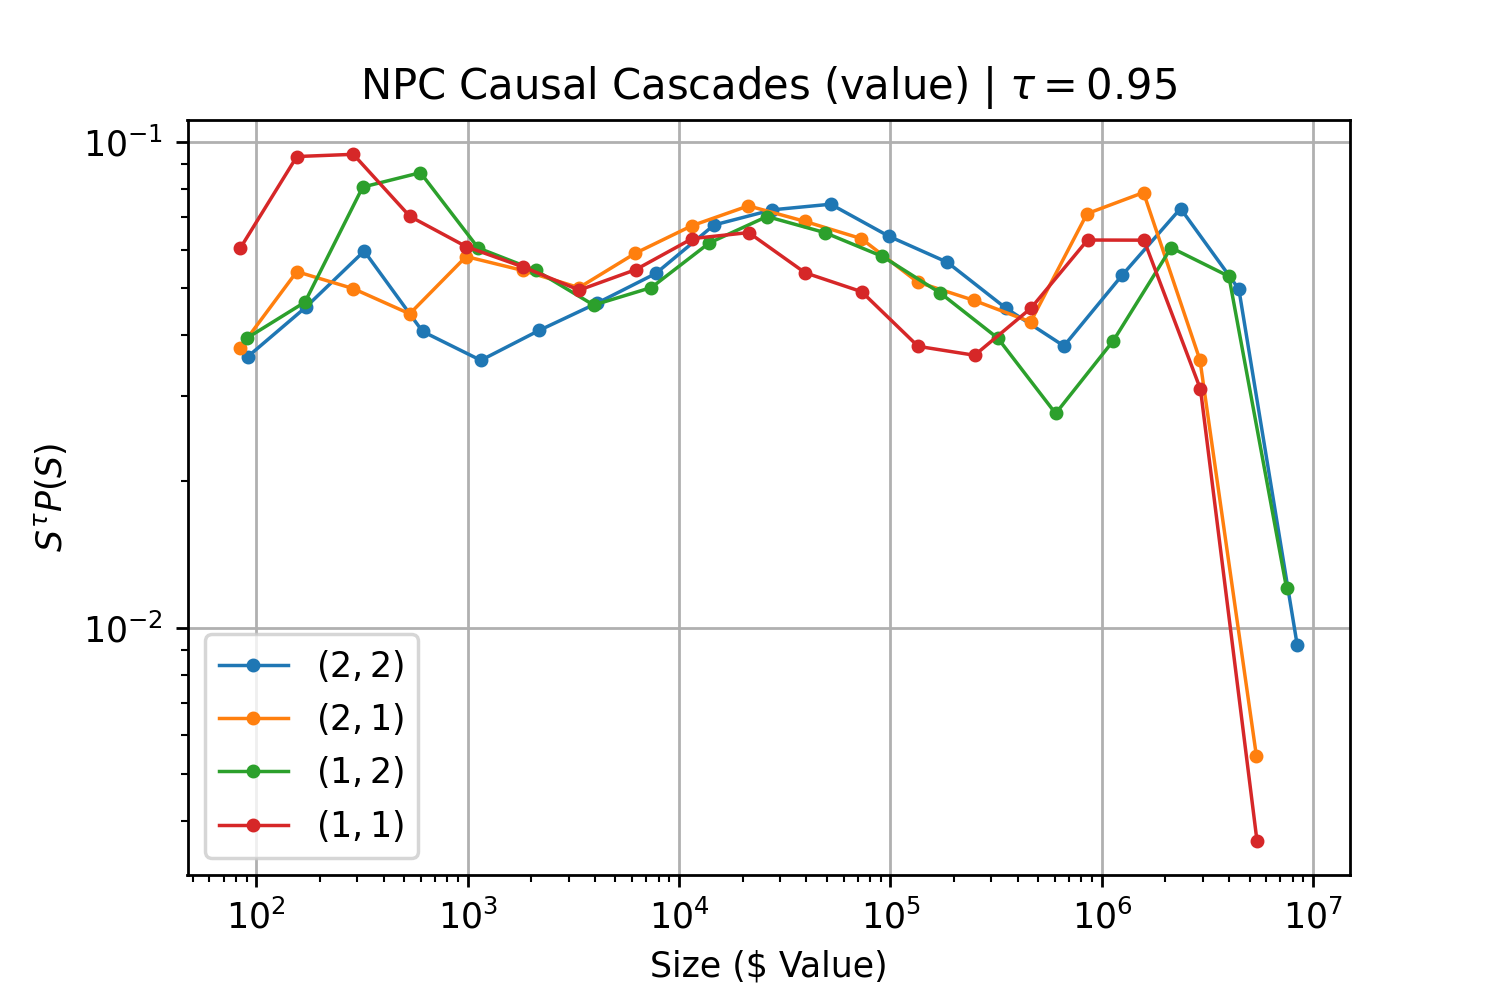 NPC Causal Cascades (value) | τ = 0.95
10⁻¹
10⁻²
S^τ P(S)
(2, 2)
(2, 1)
(1, 2)
(1, 1)
10² 10³ 10⁴ 10⁵ 10⁶ 10⁷
Size ($ Value)